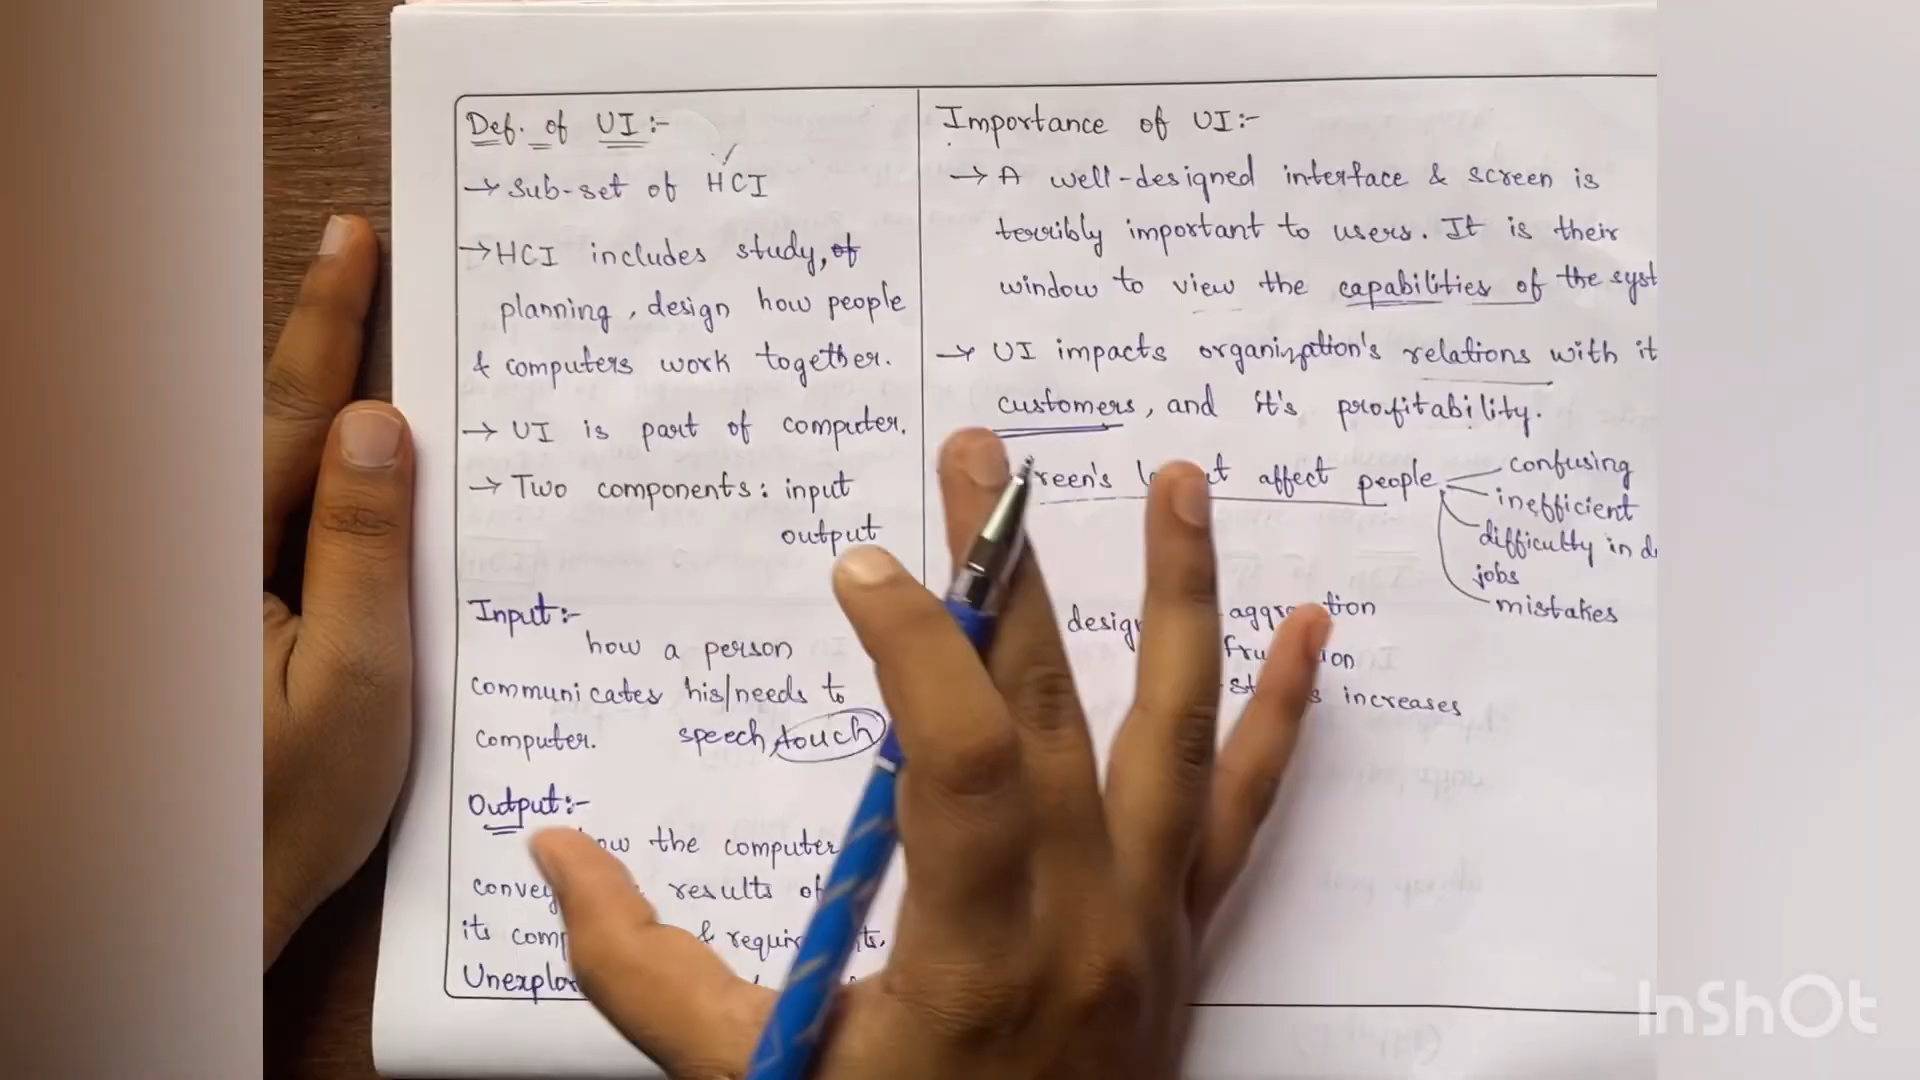 Def. of UI:-
→ Sub-set of HCI
→ HCI includes study, of
planning, design how people
& computers work together.
→ UI is part of computer.
→ Two components: input
output
Input:-
how a person
communicates his/needs to
computer. speech, touch
Output:-
the computer
results of
its
&
Importance of UI:-
→ A well-designed interface & screen is
terribly important to users. It is their
window to view the capabilities of the syst
→ UI impacts organization's relations with it
customers, and it's profitability.
affect people
confusing
inefficient
difficulty in d
jobs
mistakes
increases
InShOt